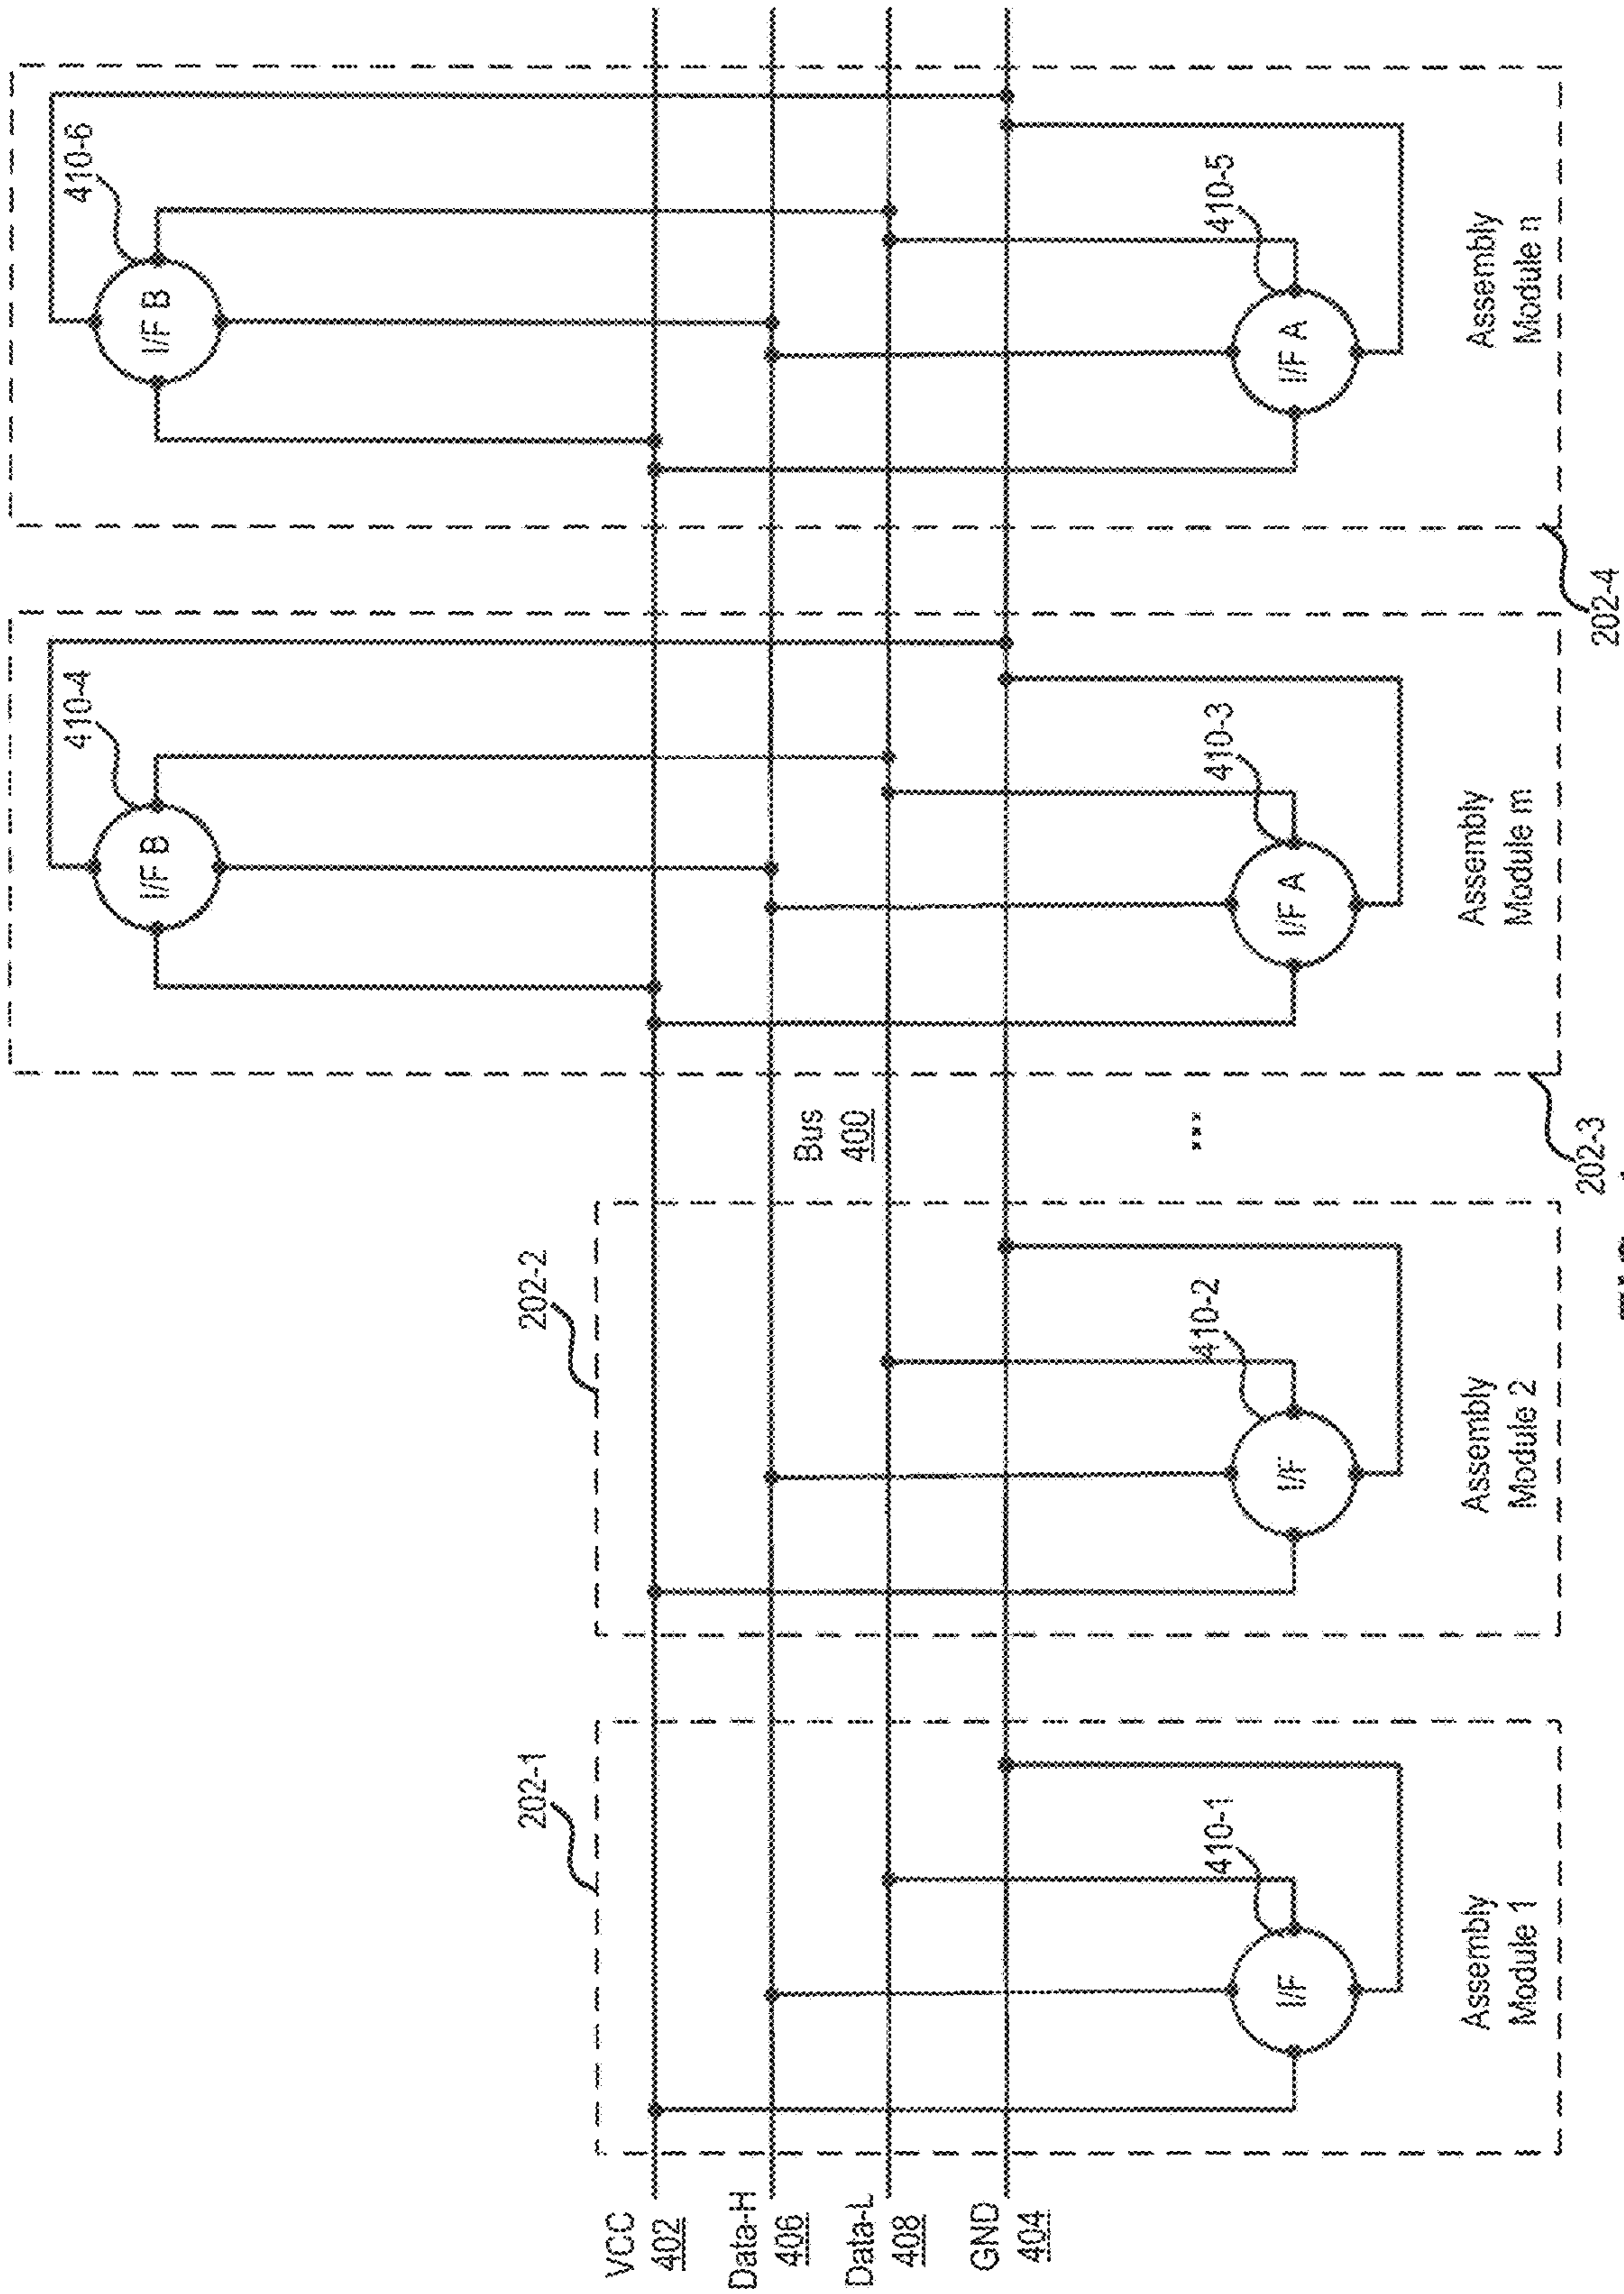 410-4
410-6
I/F B
I/F B
202-1
202-2
VCC
402
Data-H
406
Data-L
408
GND
404
Bus
400
410-1
410-2
410-3
410-5
I/F
I/F
I/F A
I/F A
...
Assembly
Module 1
Assembly
Module 2
Assembly
Module m
Assembly
Module n
202-3
202-4